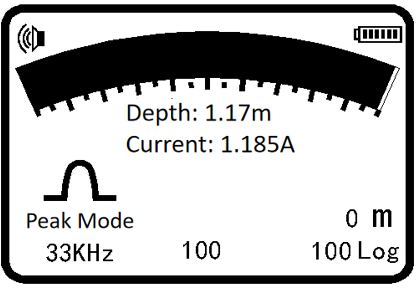 Depth: 1.17m
Current: 1.185A
Peak Mode
0 m
33KHz 100 100 Log